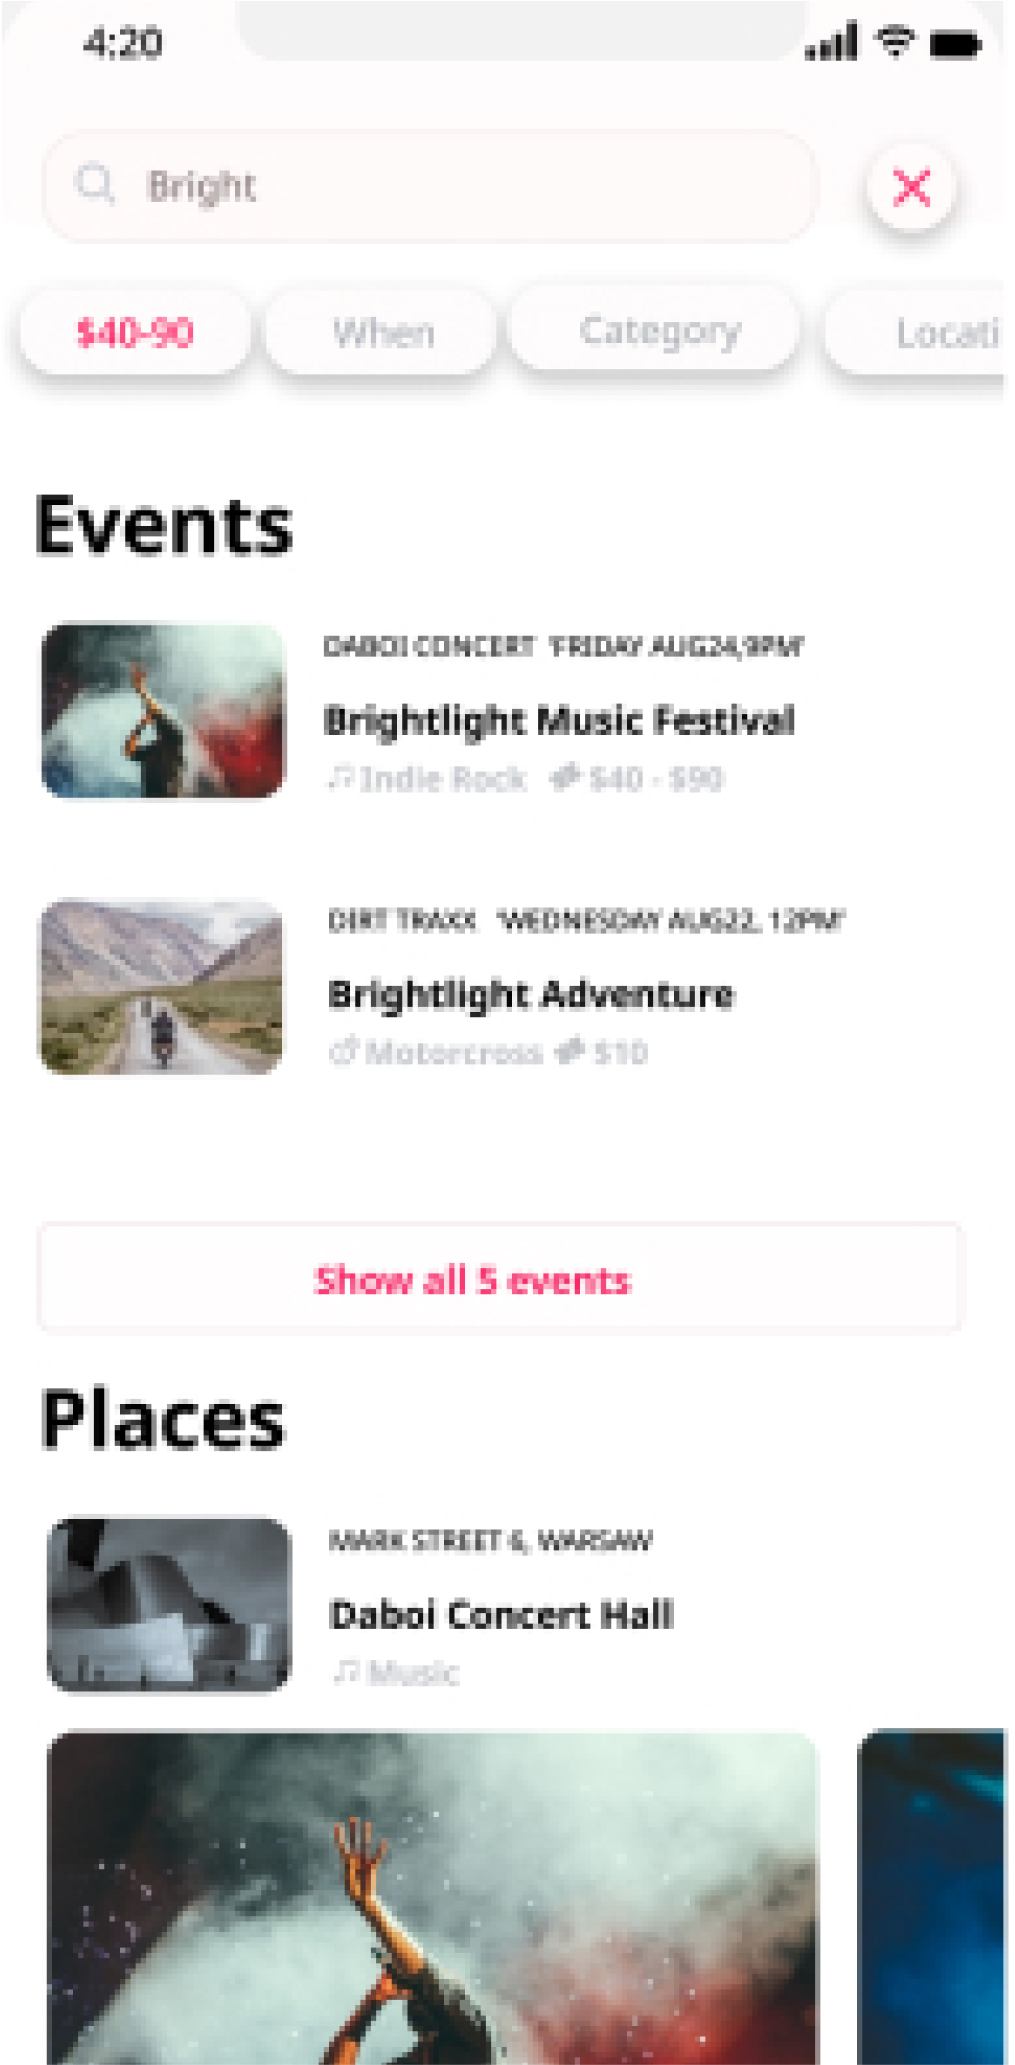 4:20
Bright
$40-90 When Category Locati
Events
DABOI CONCERT 'FRIDAY AUG24,9PM'
Brightlight Music Festival
Indie Rock $40 - $90
DIRT TRAXX 'WEDNESDAY AUG22, 12PM'
Brightlight Adventure
Motorcross $10
Show all 5 events
Places
MARK STREET 6, WARSAW
Daboi Concert Hall
Music